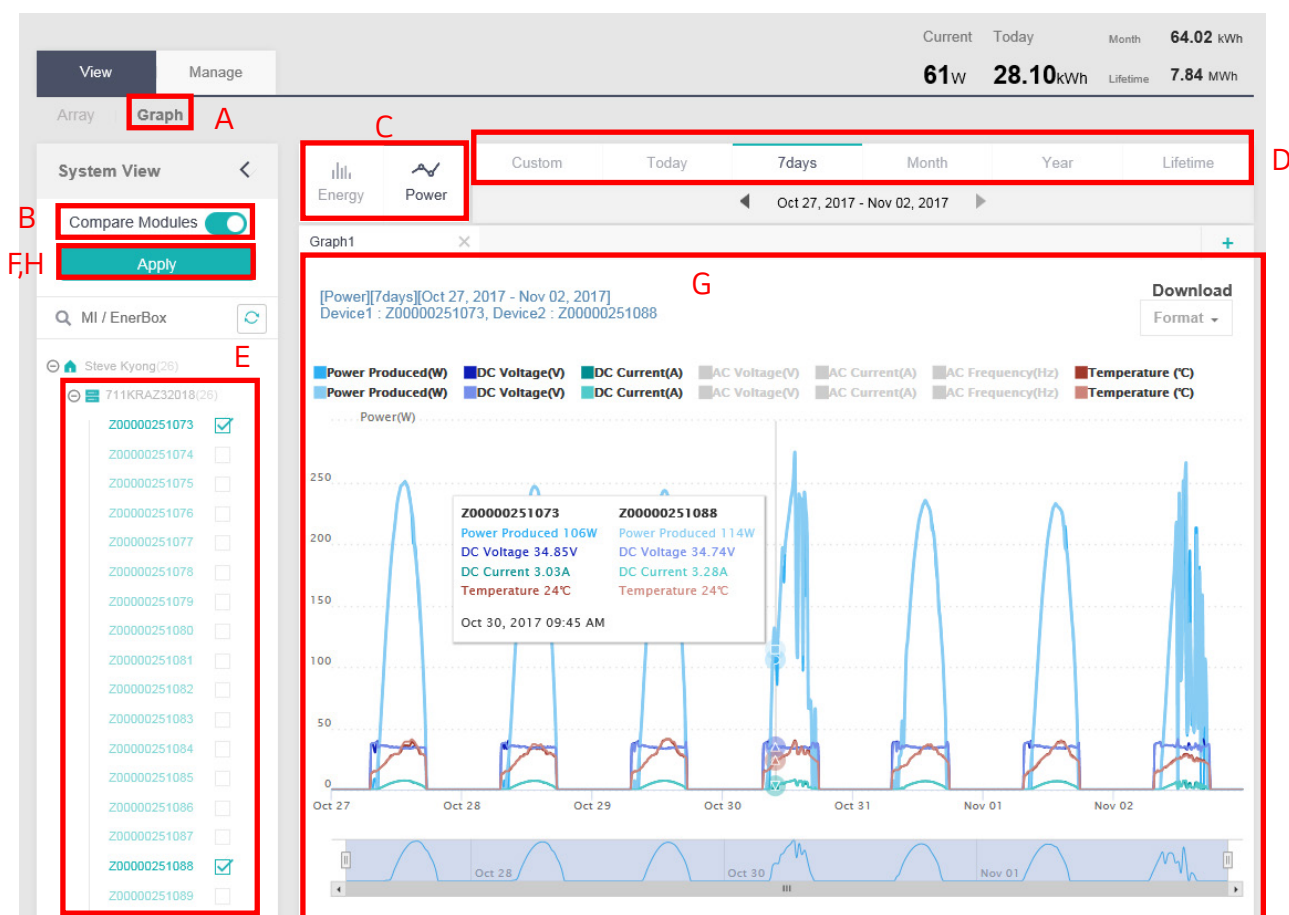 Current Today Month 64.02 kWh
View Manage
61W 28.10kWh Lifetime 7.84 MWh
Array Graph A
C
System View
Energy Power
Custom Today 7days Month Year Lifetime D
B Compare Modules
Oct 27, 2017 - Nov 02, 2017
F,H Apply
Graph1 × +
G
[Power][7days][Oct 27, 2017 - Nov 02, 2017]
Device1 : Z00000251073, Device2 : Z00000251088
Download
Format
MI / EnerBox
E
Steve Kyong(26)
711KRAZ32018(26)
Z00000251073
Z00000251074
Z00000251075
Z00000251076
Z00000251077
Z00000251078
Z00000251079
Z00000251080
Z00000251081
Z00000251082
Z00000251083
Z00000251084
Z00000251085
Z00000251086
Z00000251087
Z00000251088
Z00000251089
Power Produced(W) DC Voltage(V) DC Current(A) AC Voltage(V) AC Current(A) AC Frequency(Hz) Temperature (℃)
Power Produced(W) DC Voltage(V) DC Current(A) AC Voltage(V) AC Current(A) AC Frequency(Hz) Temperature (℃)
Power(W)
250
200
150
100
50
0
Z00000251073 Z00000251088
Power Produced 106W Power Produced 114W
DC Voltage 34.85V DC Voltage 34.74V
DC Current 3.03A DC Current 3.28A
Temperature 24℃ Temperature 24℃
Oct 30, 2017 09:45 AM
Oct 27 Oct 28 Oct 29 Oct 30 Oct 31 Nov 01 Nov 02
Oct 28 Oct 30 Nov 01